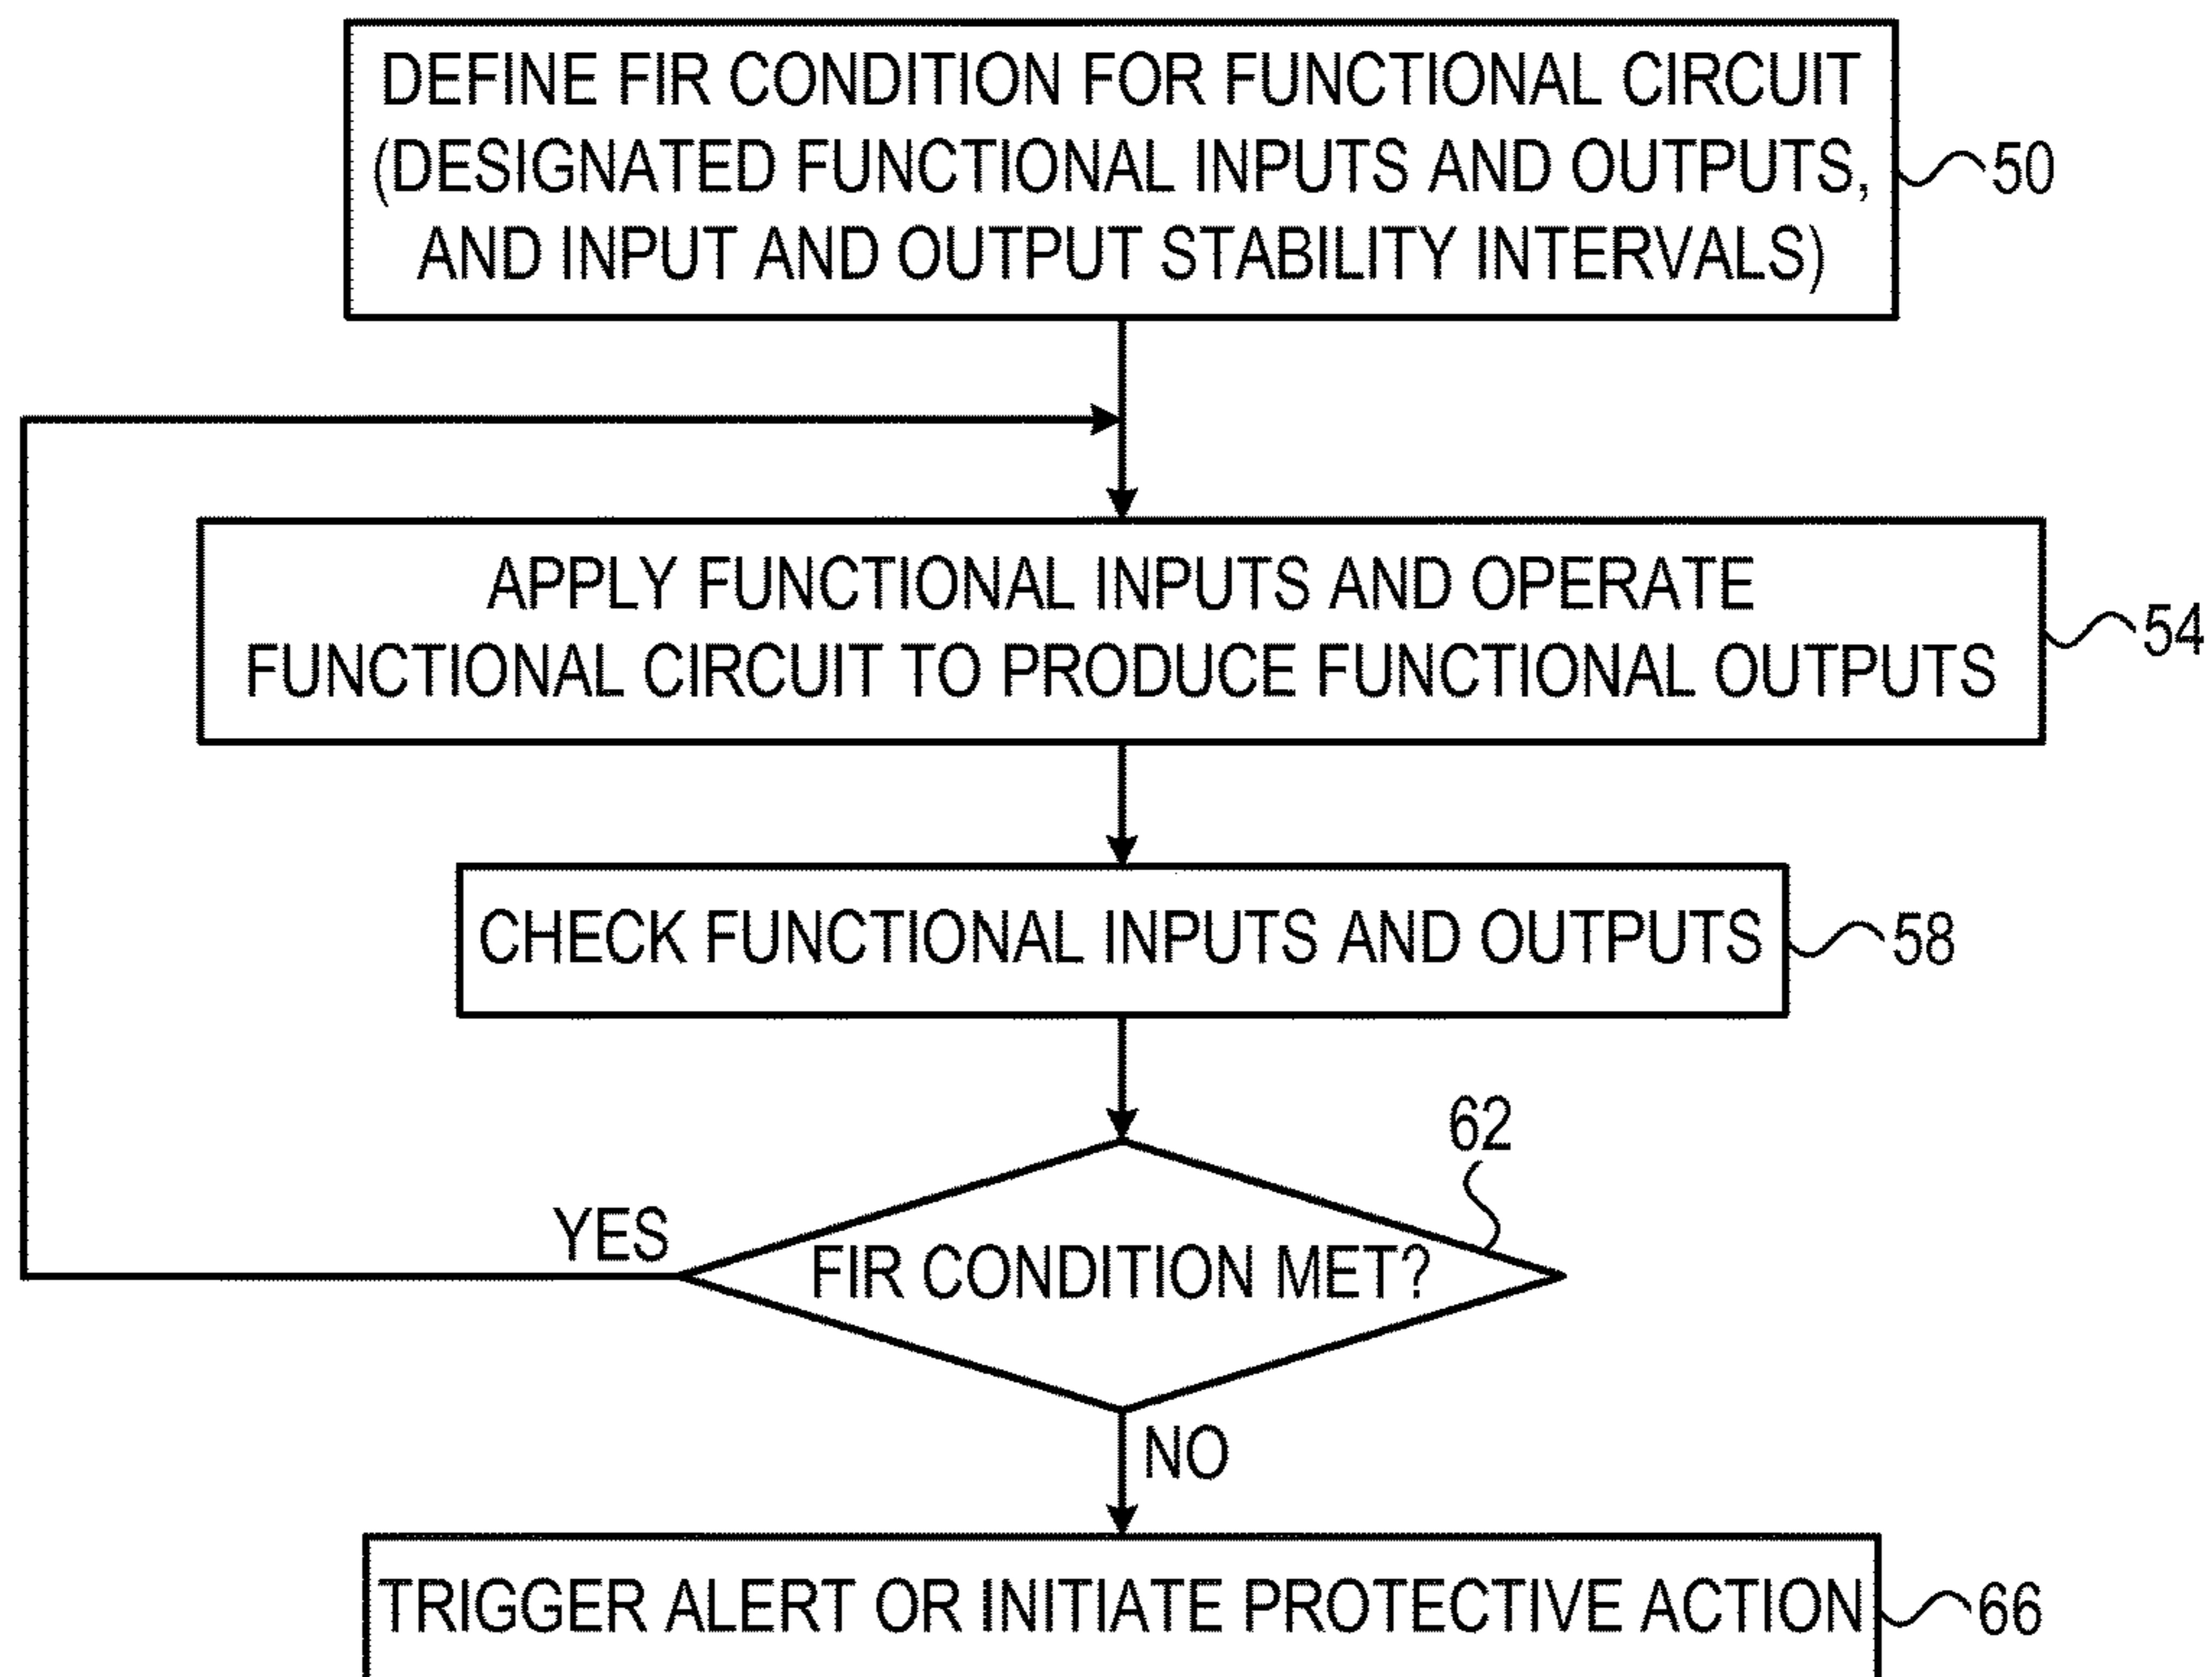 DEFINE FIR CONDITION FOR FUNCTIONAL CIRCUIT
(DESIGNATED FUNCTIONAL INPUTS AND OUTPUTS,
AND INPUT AND OUTPUT STABILITY INTERVALS)
50
APPLY FUNCTIONAL INPUTS AND OPERATE
FUNCTIONAL CIRCUIT TO PRODUCE FUNCTIONAL OUTPUTS
54
CHECK FUNCTIONAL INPUTS AND OUTPUTS
58
62
YES
FIR CONDITION MET?
NO
TRIGGER ALERT OR INITIATE PROTECTIVE ACTION
66